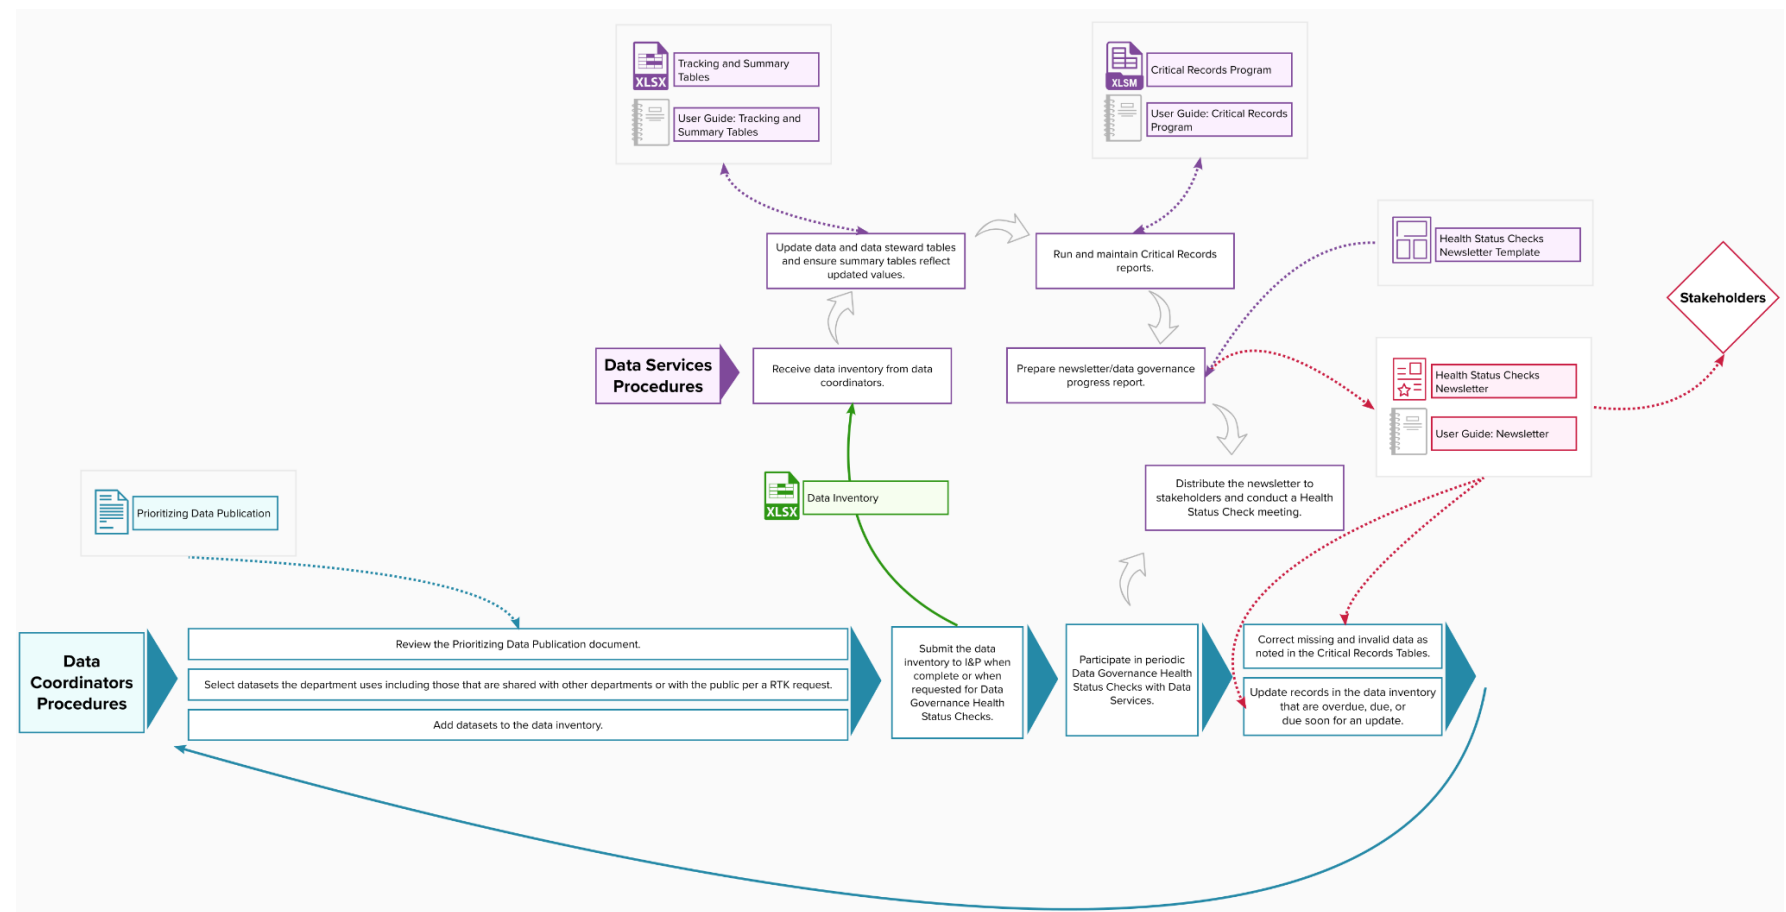 XLSX
Tracking and Summary
Tables
User Guide: Tracking and
Summary Tables
XLSM
Critical Records Program
User Guide: Critical Records
Program
Update data and data steward tables
and ensure summary tables reflect
updated values.
Run and maintain Critical Records
reports.
Health Status Checks
Newsletter Template
Stakeholders
Data Services
Procedures
Receive data inventory from data
coordinators.
Prepare newsletter/data governance
progress report.
Health Status Checks
Newsletter
User Guide: Newsletter
XLSX
Data Inventory
Distribute the newsletter to
stakeholders and conduct a Health
Status Check meeting.
Prioritizing Data Publication
Data
Coordinators
Procedures
Review the Prioritizing Data Publication document.
Select datasets the department uses including those that are shared with other departments or with the public per a RTK request.
Add datasets to the data inventory.
Submit the data
inventory to I&P when
complete or when
requested for Data
Governance Health
Status Checks.
Participate in periodic
Data Governance Health
Status Checks with Data
Services.
Correct missing and invalid data as
noted in the Critical Records Tables.
Update records in the data inventory
that are overdue, due, or
due soon for an update.